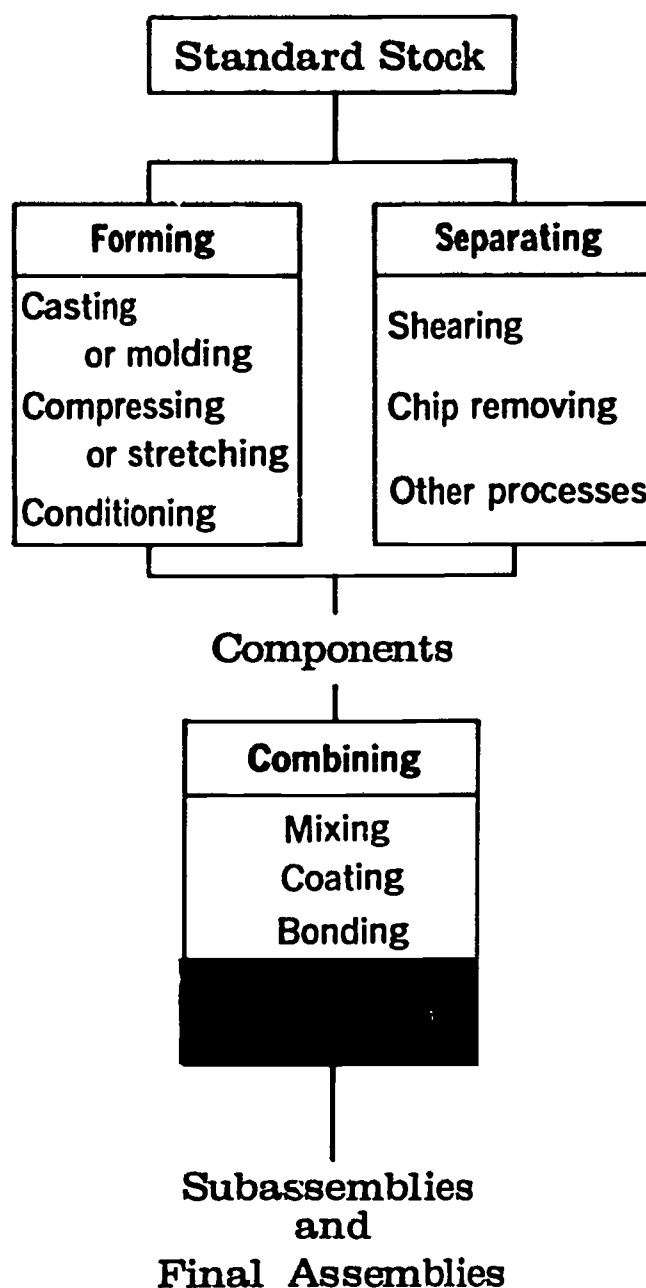 Standard Stock
Forming
Casting
or molding
Compressing
or stretching
Conditioning
Separating
Shearing
Chip removing
Other processes
Components
Combining
Mixing
Coating
Bonding
Subassemblies
and
Final Assemblies